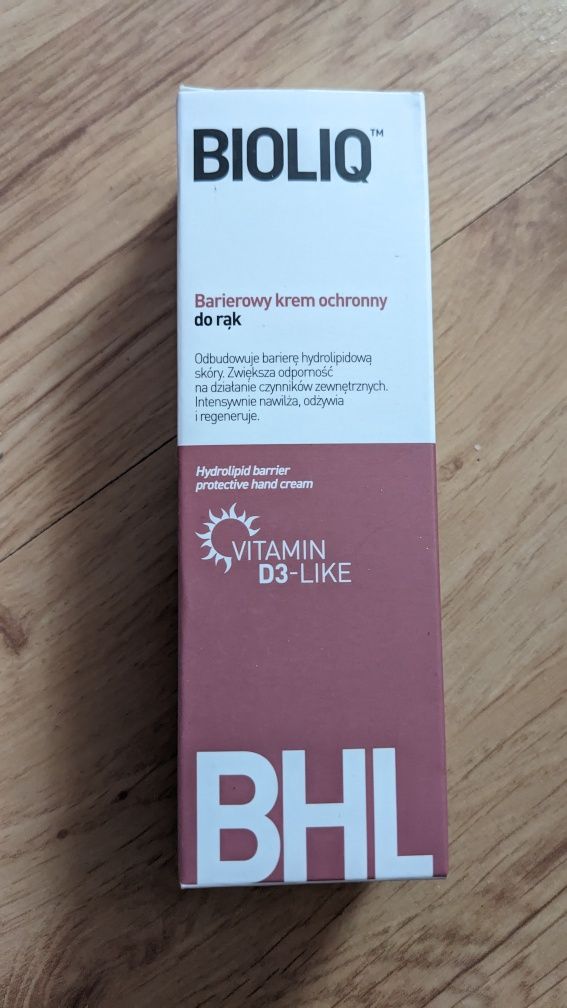 BIOLIQ™
Barierowy krem ochronny
do rąk
Odbudowuje barierę hydrolipidową
skóry. Zwiększa odporność
na działanie czynników zewnętrznych.
Intensywnie nawilża, odżywia
i regeneruje.
Hydrolipid barrier
protective hand cream
VITAMIN
D3-LIKE
BHL